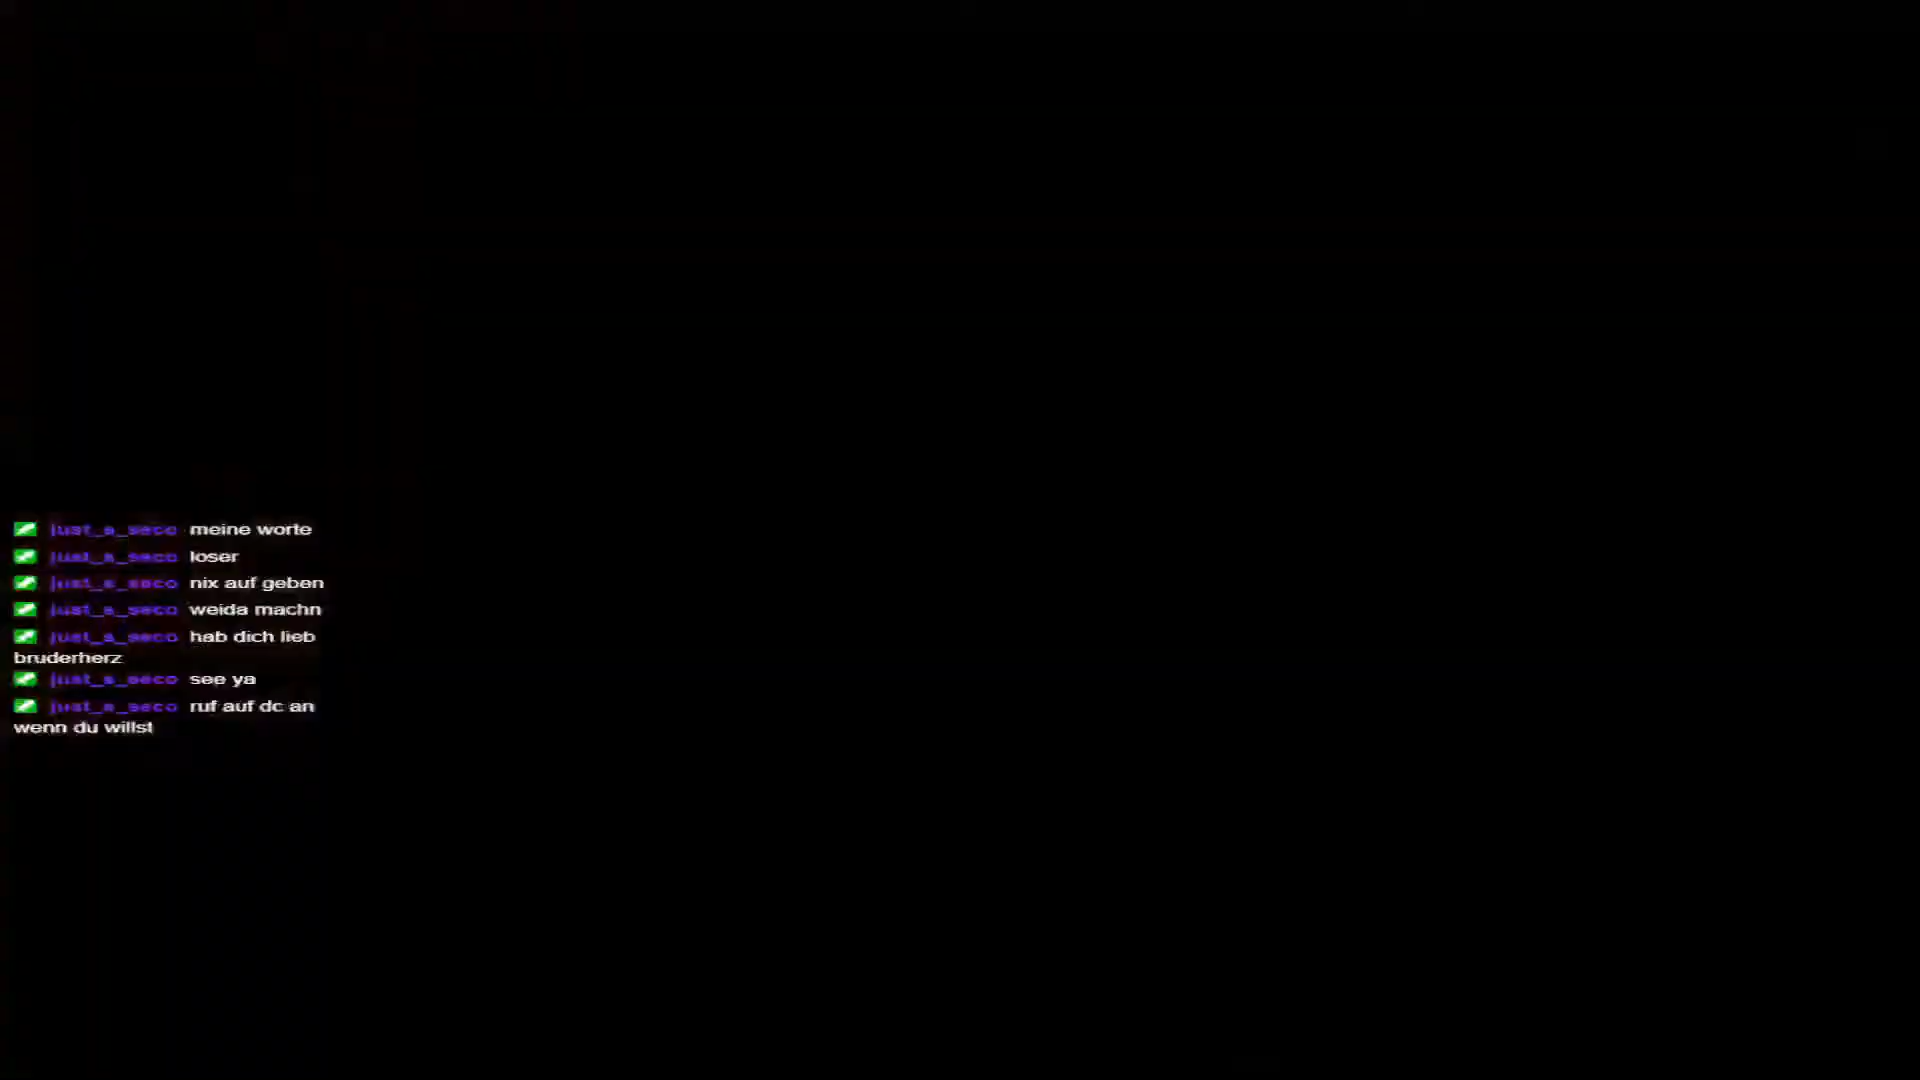 just_a_seco meine worte
just_a_seco loser
just_a_seco nix auf geben
just_a_seco weida machn
just_a_seco hab dich lieb
bruderherz
just_a_seco see ya
just_a_seco ruf auf dc an
wenn du willst